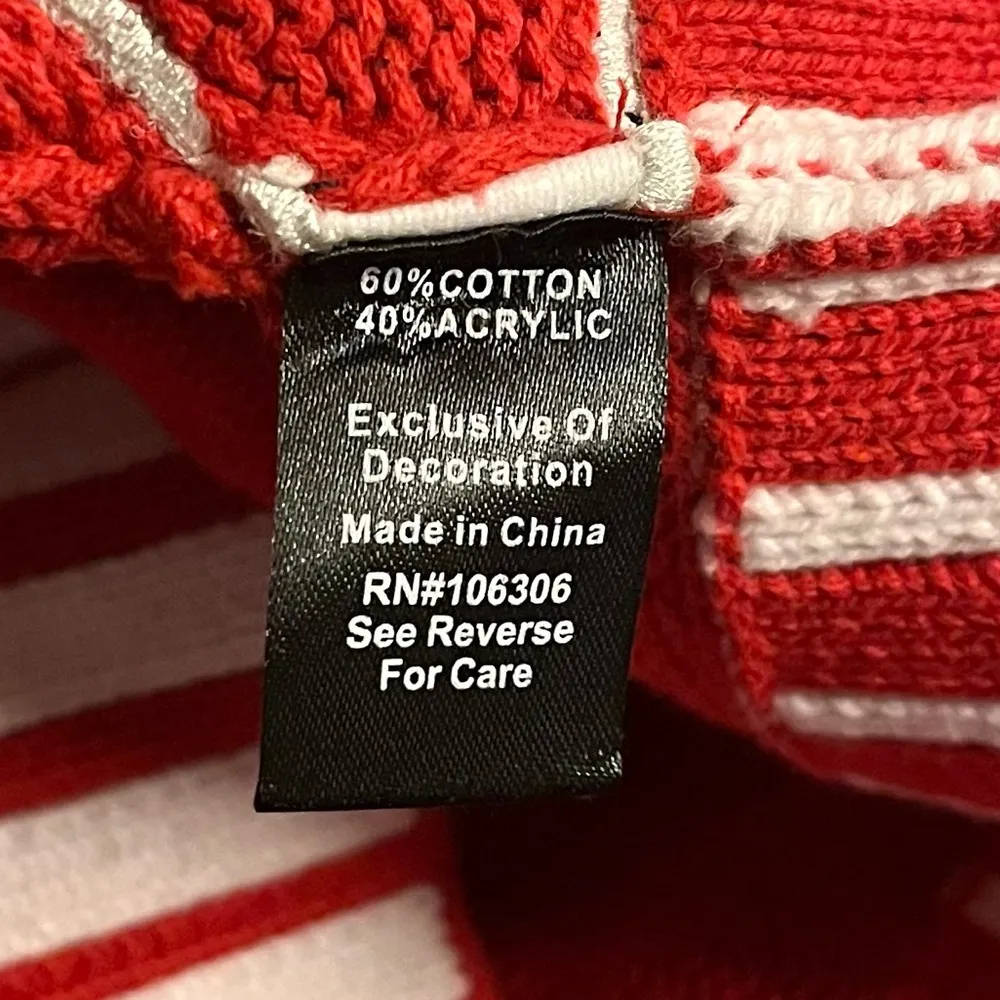 60%COTTON
40%ACRYLIC
Exclusive Of
Decoration
Made in China
RN#106306
See Reverse
For Care